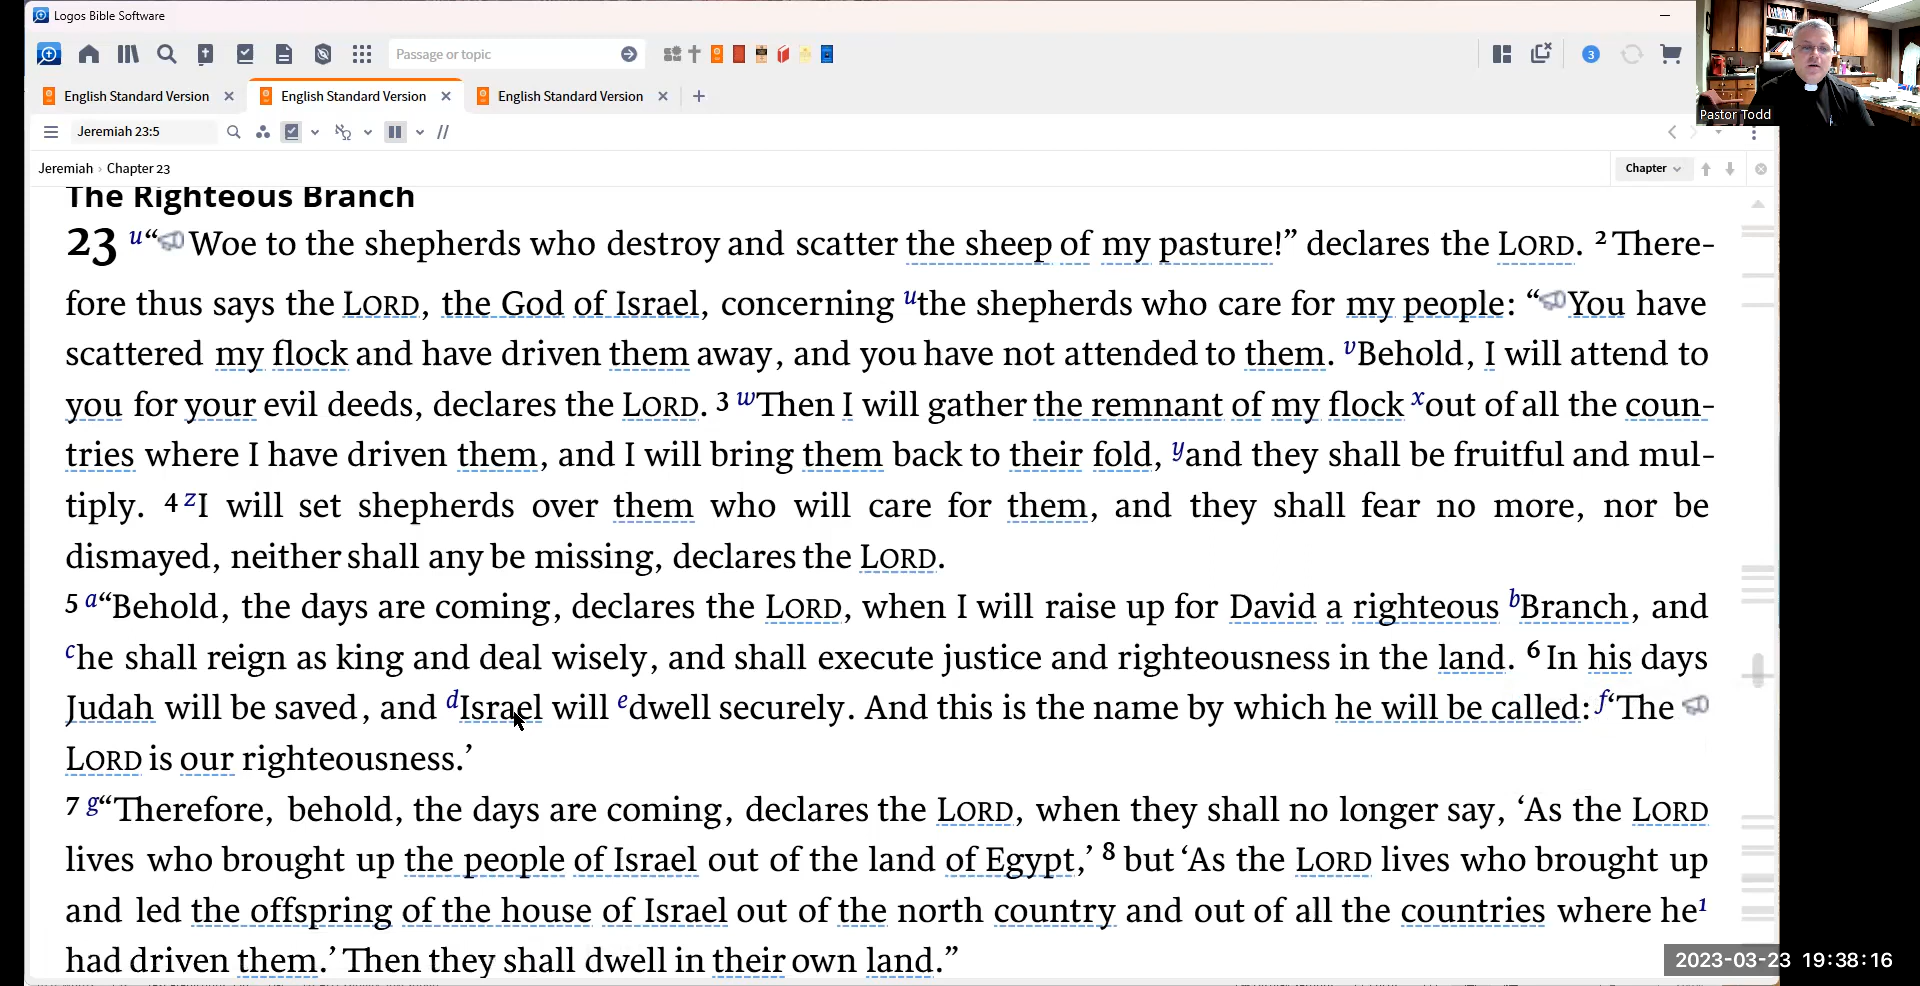 Logos Bible Software
Passage or topic
3
English Standard Version
English Standard Version
English Standard Version
Pastor Todd
Jeremiah 23:5
Jeremiah › Chapter 23
Chapter
The Righteous Branch
23 u“Woe to the shepherds who destroy and scatter the sheep of my pasture!” declares the LORD. 2 There-
fore thus says the LORD, the God of Israel, concerning uthe shepherds who care for my people: “You have
scattered my flock and have driven them away, and you have not attended to them. vBehold, I will attend to
you for your evil deeds, declares the LORD. 3 wThen I will gather the remnant of my flock xout of all the coun-
tries where I have driven them, and I will bring them back to their fold, yand they shall be fruitful and mul-
tiply. 4 zI will set shepherds over them who will care for them, and they shall fear no more, nor be
dismayed, neither shall any be missing, declares the LORD.
5 a“Behold, the days are coming, declares the LORD, when I will raise up for David a righteous bBranch, and
che shall reign as king and deal wisely, and shall execute justice and righteousness in the land. 6 In his days
Judah will be saved, and dIsrael will edwell securely. And this is the name by which he will be called: f‘The
LORD is our righteousness.’
7 g“Therefore, behold, the days are coming, declares the LORD, when they shall no longer say, ‘As the LORD
lives who brought up the people of Israel out of the land of Egypt,’ 8 but ‘As the LORD lives who brought up
and led the offspring of the house of Israel out of the north country and out of all the countries where he1
had driven them.’ Then they shall dwell in their own land.”
2023-03-23 19:38:16